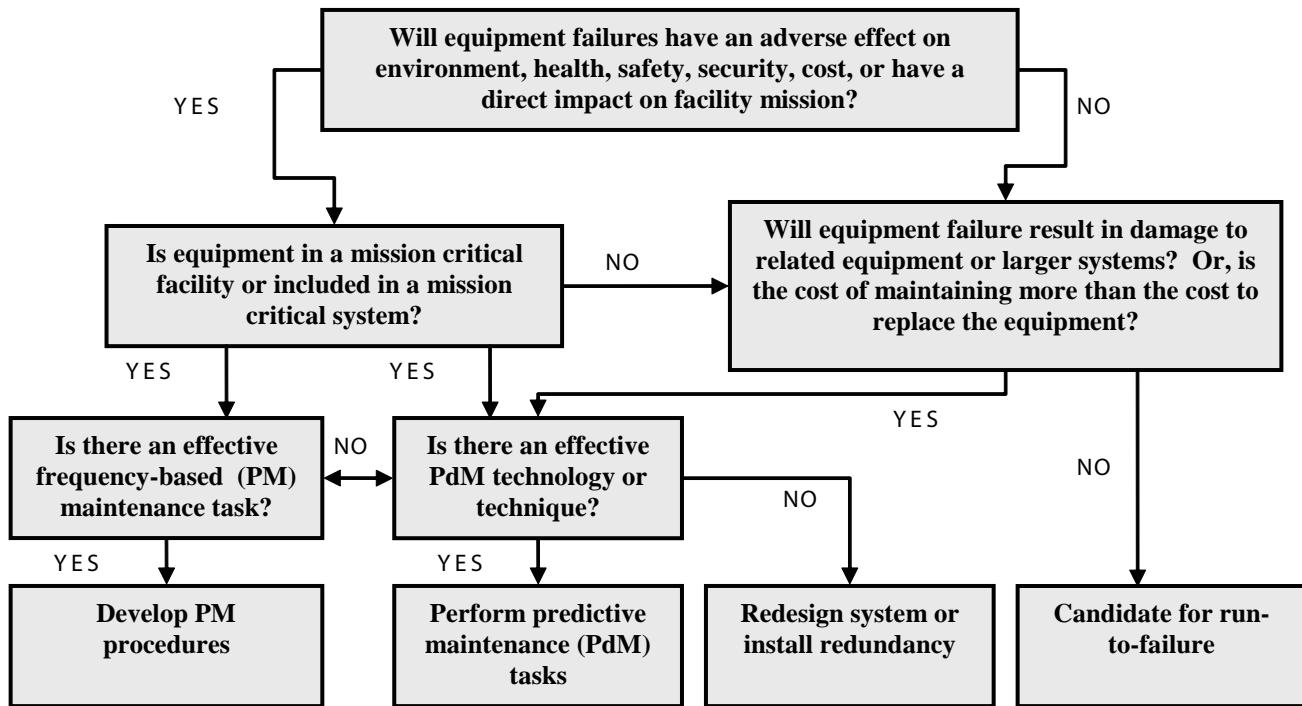 Will equipment failures have an adverse effect on
environment, health, safety, security, cost, or have a
direct impact on facility mission?
YES
NO
Is equipment in a mission critical
facility or included in a mission
critical system?
NO
Will equipment failure result in damage to
related equipment or larger systems?  Or, is
the cost of maintaining more than the cost to
replace the equipment?
YES
YES
YES
Is there an effective
frequency-based  (PM)
maintenance task?
NO
Is there an effective
PdM technology or
technique?
NO
NO
YES
YES
Develop PM
procedures
Perform predictive
maintenance (PdM)
tasks
Redesign system or
install redundancy
Candidate for run-
to-failure